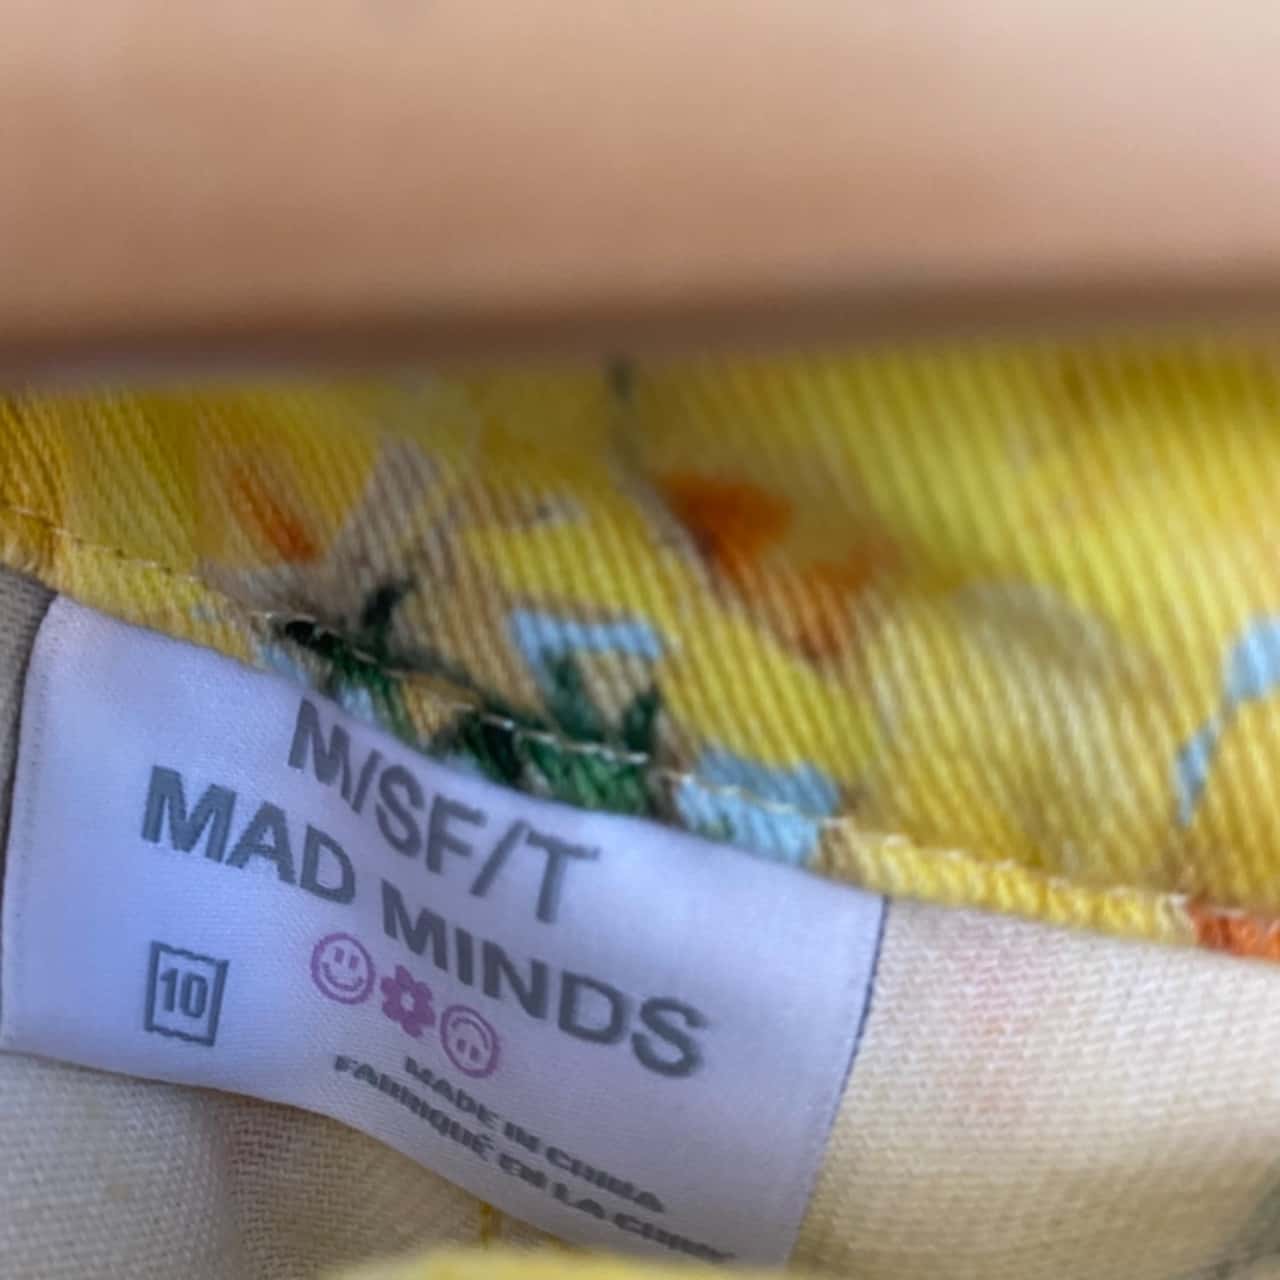 M/SF/T
MAD MINDS
10
MADE IN CHINA
FABRIQUÉ EN LA CHINE